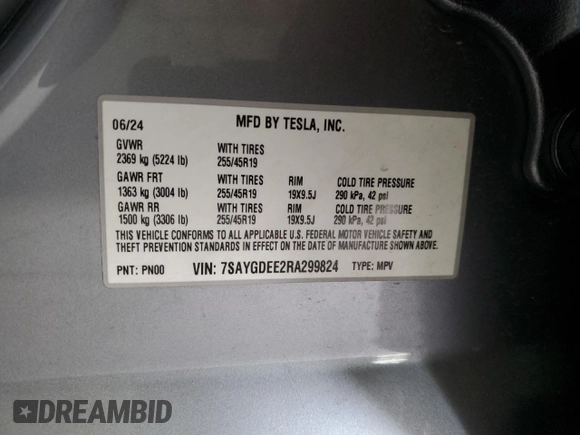 06/24 MFD BY TESLA, INC.
GVWR WITH TIRES
2369 kg (5224 lb) 255/45R19
GAWR FRT WITH TIRES RIM COLD TIRE PRESSURE
1363 kg (3004 lb) 255/45R19 19X9.5J 290 kPa, 42 psi
GAWR RR WITH TIRES RIM COLD TIRE PRESSURE
1500 kg (3306 lb) 255/45R19 19X9.5J 290 kPa, 42 psi
THIS VEHICLE CONFORMS TO ALL APPLICABLE U.S. FEDERAL MOTOR VEHICLE SAFETY AND
THEFT PREVENTION STANDARDS IN EFFECT ON THE DATE OF MANUFACTURE SHOWN ABOVE.
PNT: PN00 VIN: 7SAYGDEE2RA299824 TYPE: MPV
DREAMBID